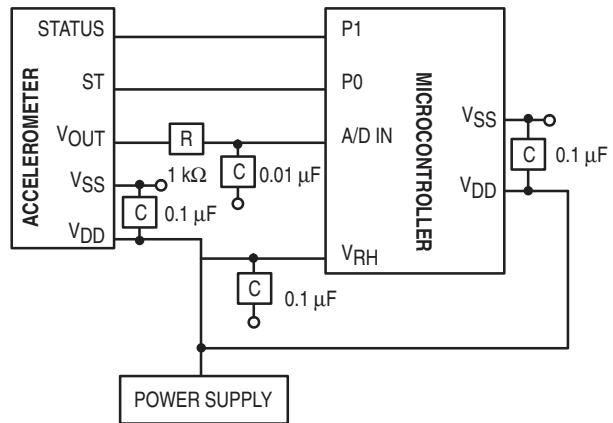 ACCELEROMETER
STATUS
ST
VOUT
VSS
VDD
R
1 kΩ
C
0.01 µF
C
0.1 µF
C
0.1 µF
P1
P0
A/D IN
VRH
MICROCONTROLLER
VSS
VDD
C
0.1 µF
POWER SUPPLY